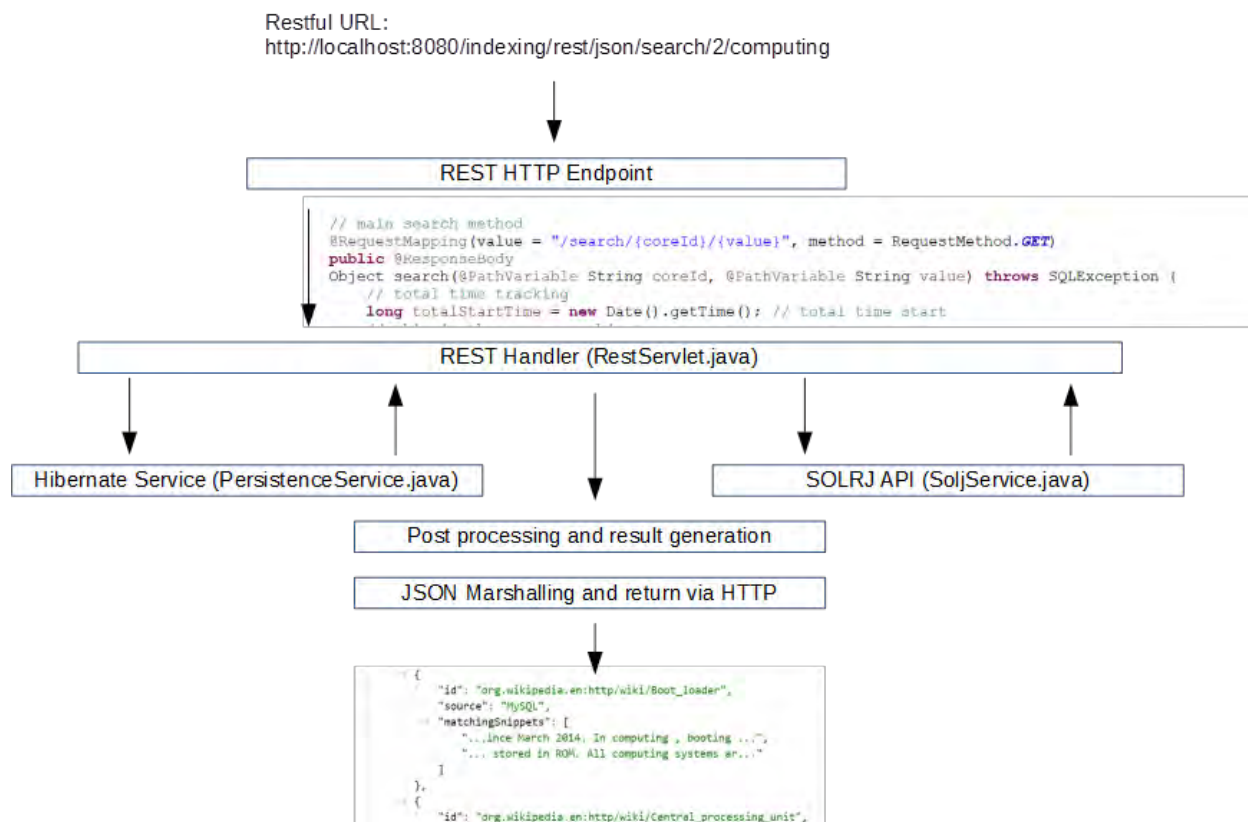 Restful URL:
http://localhost:8080/indexing/rest/json/search/2/computing
REST HTTP Endpoint
// main search method
@RequestMapping(value = "/search/{coreId}/{value}", method = RequestMethod.GET)
public @ResponseBody
Object search(@PathVariable String coreId, @PathVariable String value) throws SQLException {
// total time tracking
long totalStartTime = new Date().getTime(); // total time start
REST Handler (RestServlet.java)
Hibernate Service (PersistenceService.java)
SOLRJ API (SoljService.java)
Post processing and result generation
JSON Marshalling and return via HTTP
{
"id": "org.wikipedia.en:http/wiki/Boot_loader",
"source": "MySQL",
"matchingSnippets": [
"...ince March 2014. In computing , booting ...",
"... stored in ROM. All computing systems ar..."
]
},
{
"id": "org.wikipedia.en:http/wiki/Central_processing_unit",